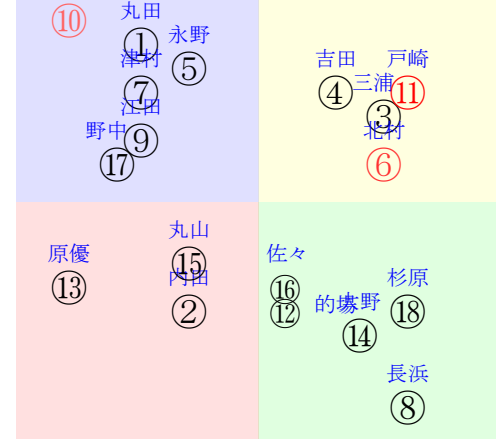 ⑩
丸田
①
永野
⑤
津村
⑦
江田
⑨
野中
⑰
吉田
④
戸崎
⑪
三浦
③
北村
⑥
原優
⑬
丸山
⑮
内田
②
佐々
⑯
⑫
的場
⑭
杉原
⑱
長浜
⑧